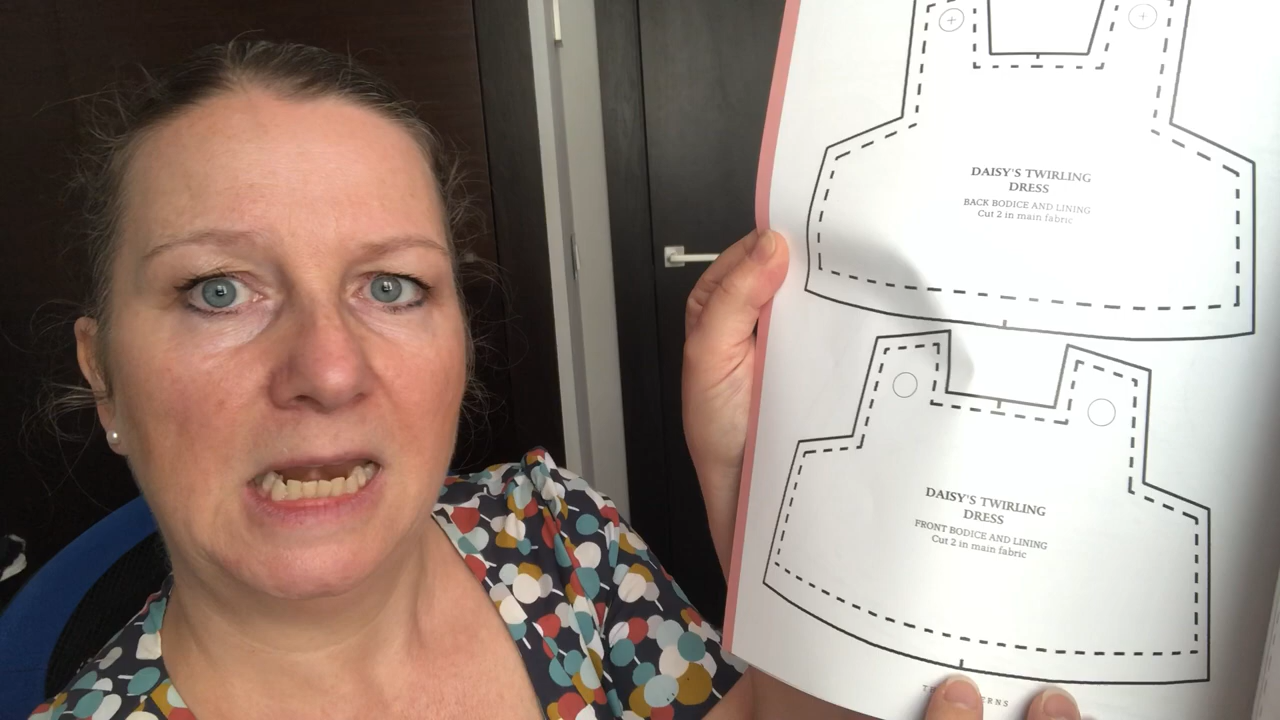 DAISY'S TWIRLING
DRESS
BACK BODICE AND LINING
Cut 2 in main fabric
DAISY'S TWIRLING
DRESS
FRONT BODICE AND LINING
Cut 2 in main fabric